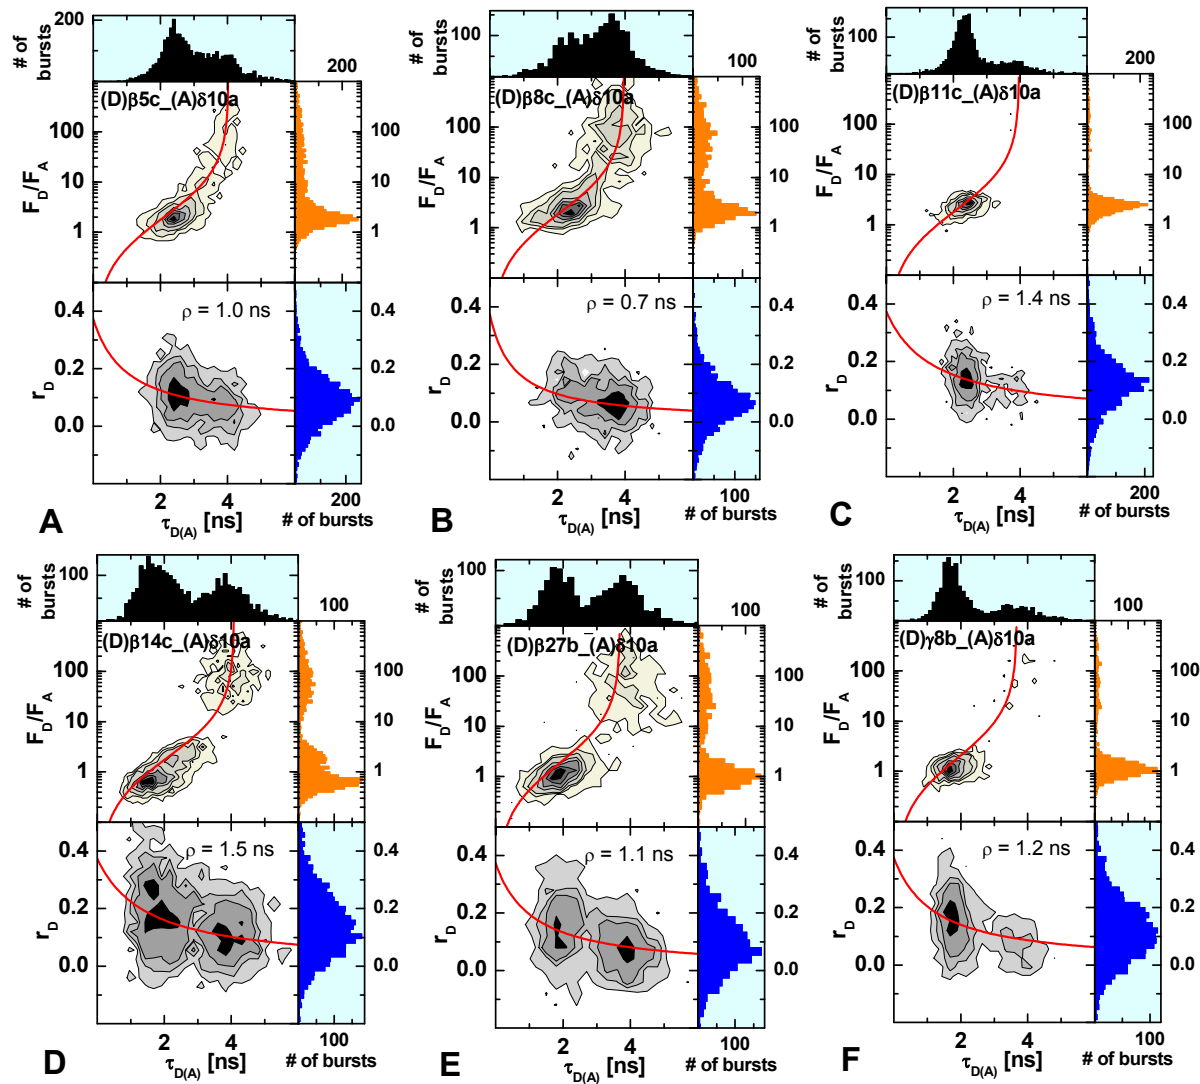 # of bursts
200
200
(D)β5c_(A)δ10a
F_D/F_A
100
10
1
100
10
1
r_D
0.4
0.2
0.0
ρ = 1.0 ns
0.4
0.2
0.0
2
4
200
A
τ_D(A) [ns]
# of bursts
# of bursts
100
100
(D)β8c_(A)δ10a
F_D/F_A
100
10
1
100
10
1
r_D
0.4
0.2
0.0
ρ = 0.7 ns
0.4
0.2
0.0
2
4
100
B
τ_D(A) [ns]
# of bursts
# of bursts
100
200
(D)β11c_(A)δ10a
F_D/F_A
100
10
1
100
10
1
r_D
0.4
0.2
0.0
ρ = 1.4 ns
0.4
0.2
0.0
2
4
200
C
τ_D(A) [ns]
# of bursts
# of bursts
100
100
(D)β14c_(A)δ10a
F_D/F_A
100
10
1
100
10
1
r_D
0.4
0.2
0.0
ρ = 1.5 ns
0.4
0.2
0.0
2
4
100
D
τ_D(A) [ns]
# of bursts
# of bursts
100
100
(D)β27b_(A)δ10a
F_D/F_A
100
10
1
100
10
1
r_D
0.4
0.2
0.0
ρ = 1.1 ns
0.4
0.2
0.0
2
4
100
E
τ_D(A) [ns]
# of bursts
# of bursts
100
100
(D)γ8b_(A)δ10a
F_D/F_A
100
10
1
100
10
1
r_D
0.4
0.2
0.0
ρ = 1.2 ns
0.4
0.2
0.0
2
4
100
F
τ_D(A) [ns]
# of bursts